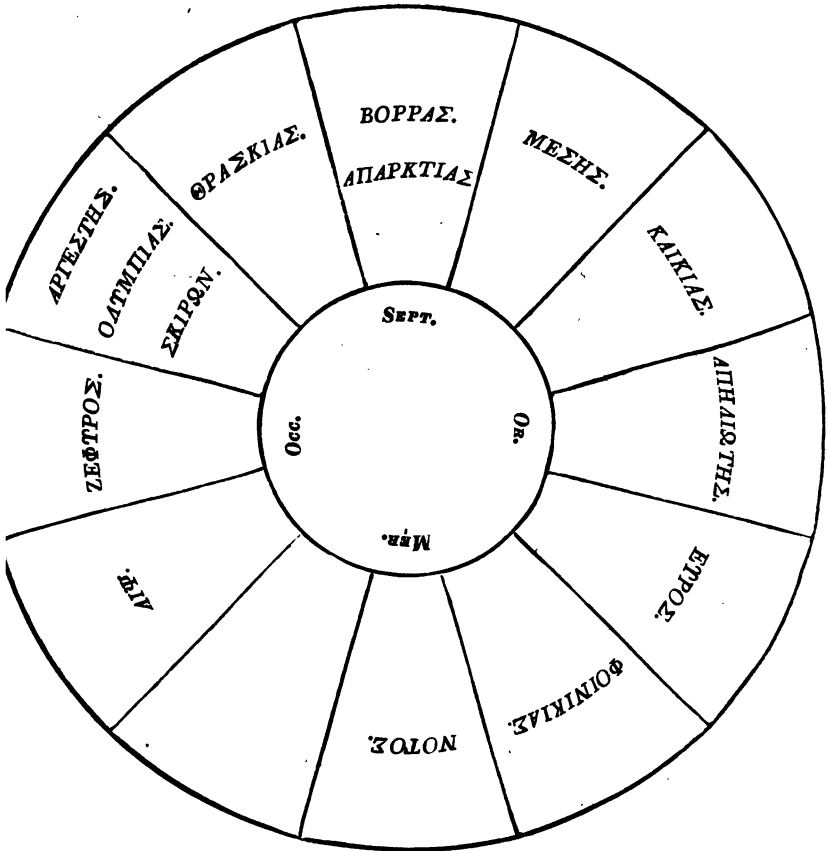 ΒΟΡΡΑΣ.
ΑΠΑΡΚΤΙΑΣ
ΜΕΣΗΣ.
ΚΑΙΚΙΑΣ.
ΑΠΗΛΙΩΤΗΣ.
ΕΥΡΟΣ.
ΦΟΙΝΙΚΙΑΣ.
ΝΟΤΟΣ.
ΛΙΨ.
ΖΕΦΥΡΟΣ.
ΑΡΓΕΣΤΗΣ.
ΟΛΥΜΠΙΑΣ.
ΣΚΙΡΩΝ.
ΘΡΑΣΚΙΑΣ.
SEPT.
OR.
MER.
OCC.